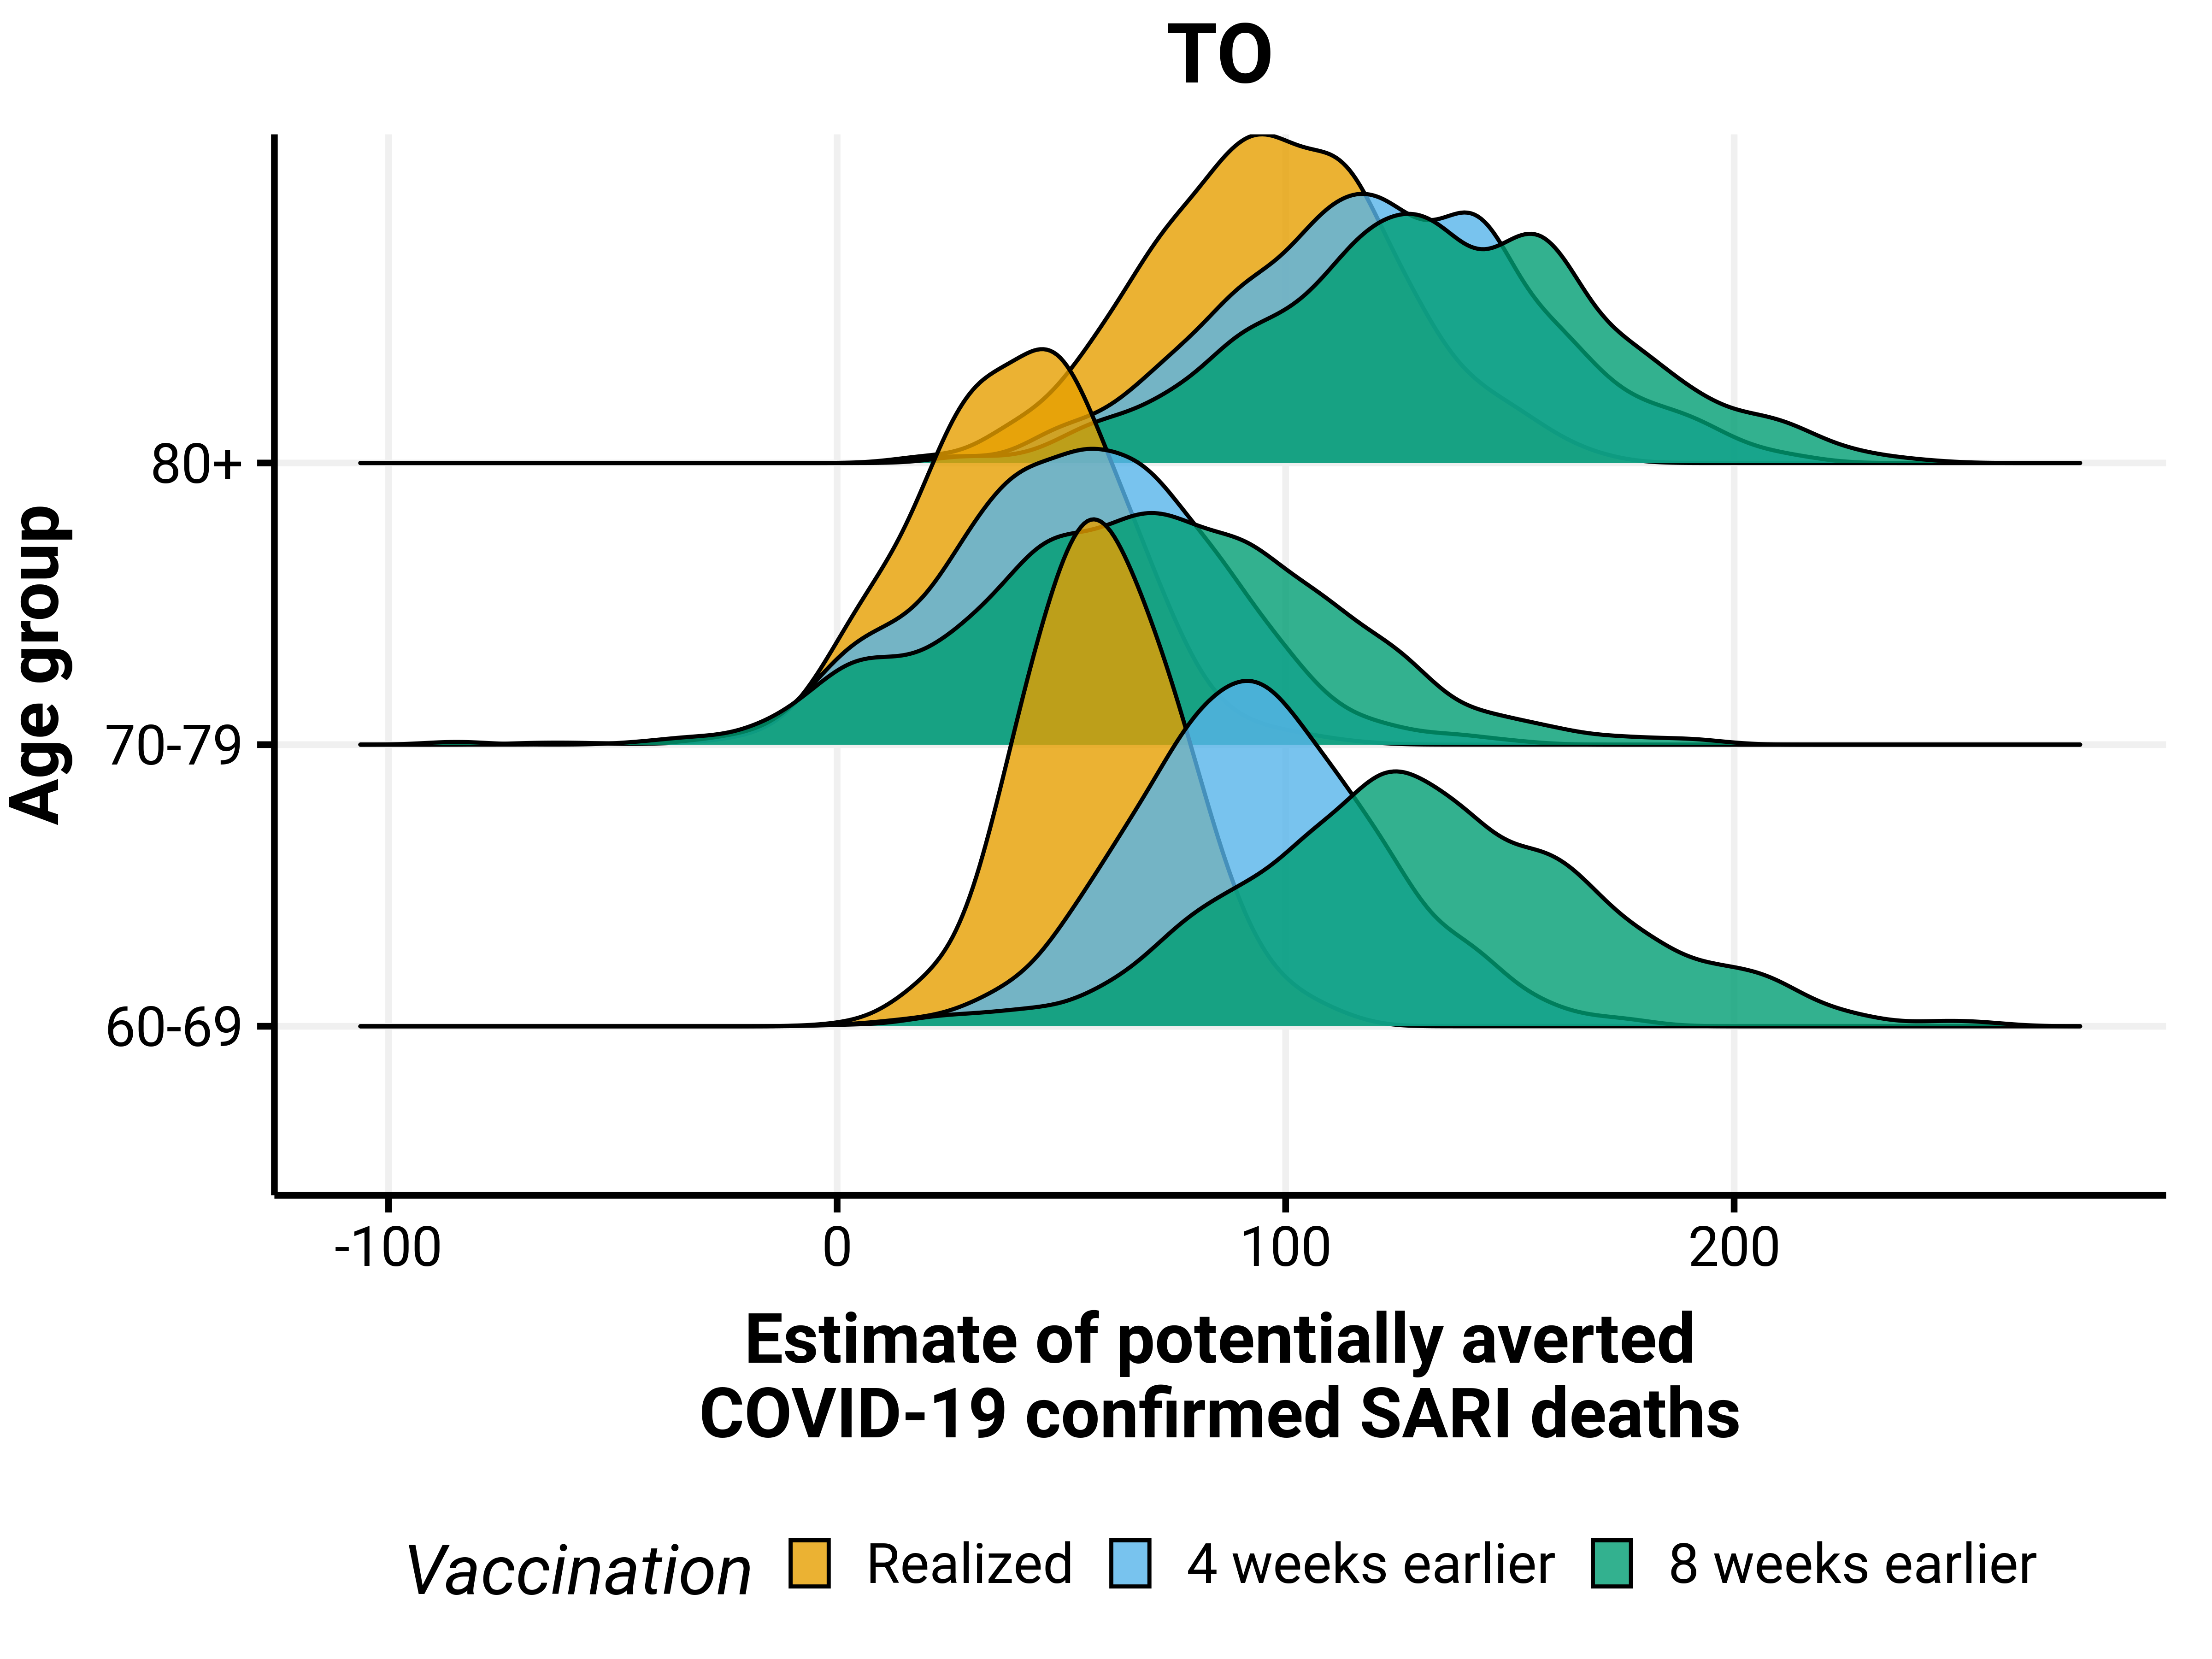 TO
Age group
80+
70-79
60-69
-100 0 100 200
Estimate of potentially averted
COVID-19 confirmed SARI deaths
Vaccination Realized 4 weeks earlier 8 weeks earlier